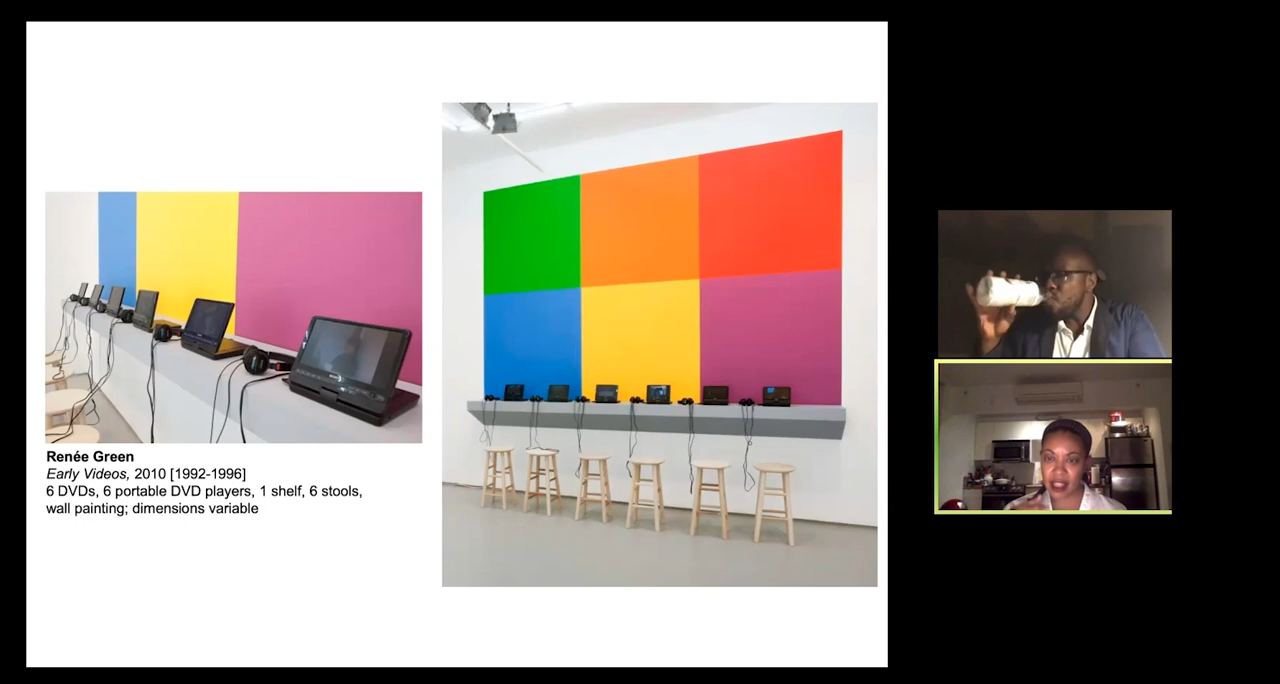 Renée Green
Early Videos, 2010 [1992-1996]
6 DVDs, 6 portable DVD players, 1 shelf, 6 stools,
wall painting; dimensions variable